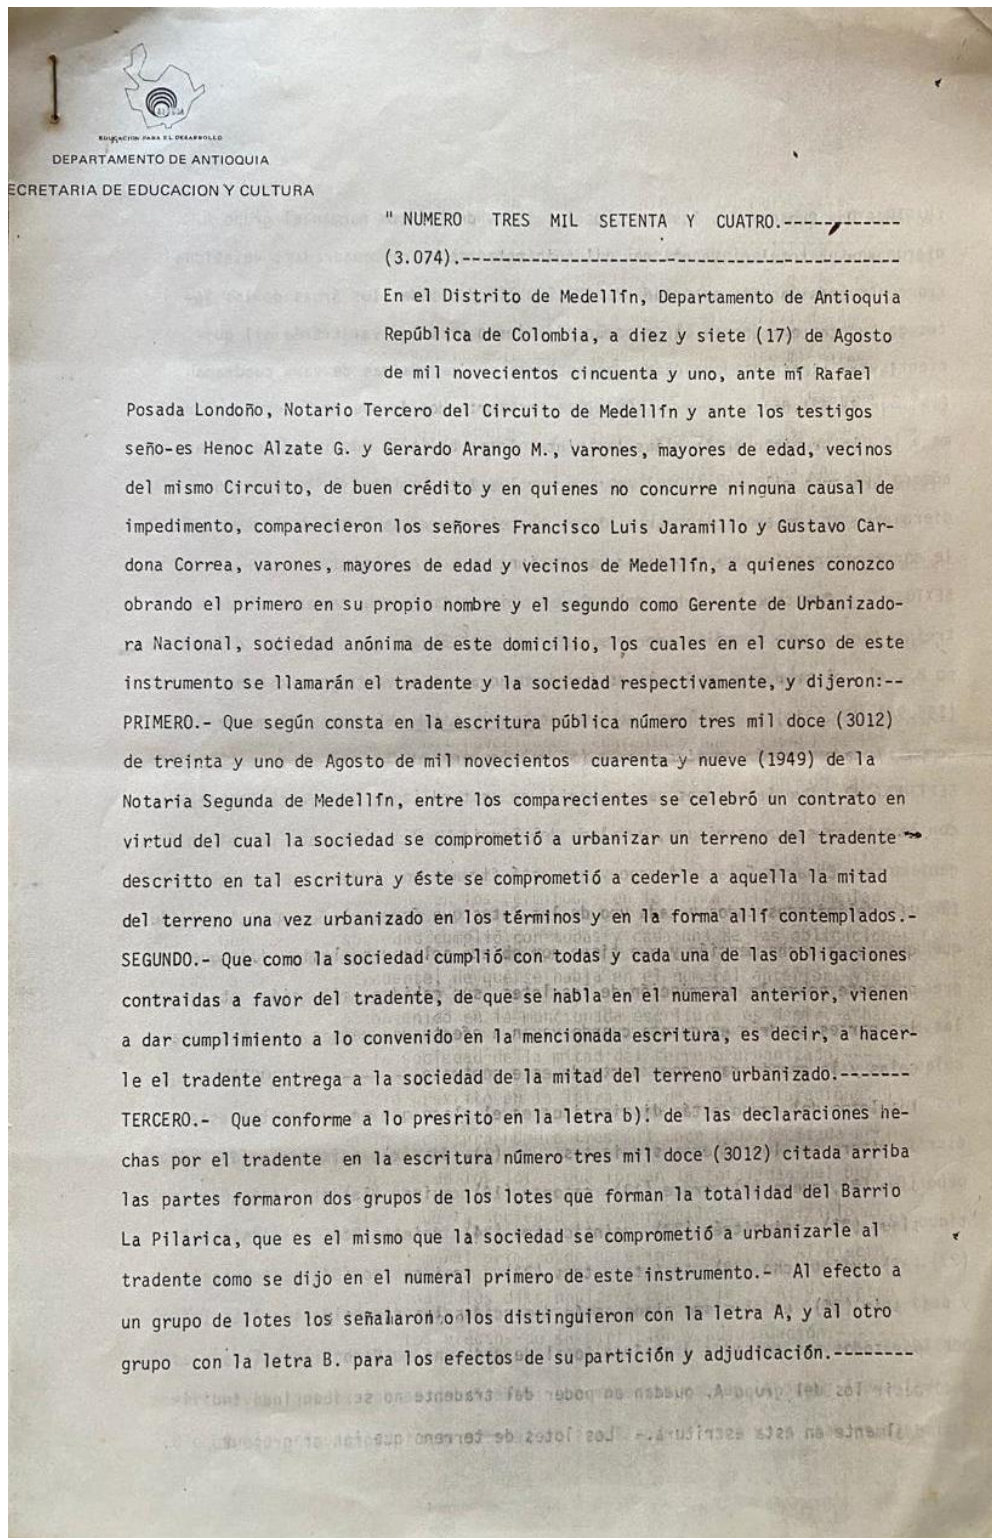 EDUCACION PARA EL DESARROLLO
DEPARTAMENTO DE ANTIOQUIA
ECRETARIA DE EDUCACION Y CULTURA
" NUMERO TRES MIL SETENTA Y CUATRO.------------
(3.074).--------------------------------------------
En el Distrito de Medellín, Departamento de Antioquia
República de Colombia, a diez y siete (17) de Agosto
de mil novecientos cincuenta y uno, ante mí Rafael
Posada Londoño, Notario Tercero del Circuito de Medellín y ante los testigos
seño-es Henoc Alzate G. y Gerardo Arango M., varones, mayores de edad, vecinos
del mismo Circuito, de buen crédito y en quienes no concurre ninguna causal de
impedimento, comparecieron los señores Francisco Luis Jaramillo y Gustavo Car-
dona Correa, varones, mayores de edad y vecinos de Medellín, a quienes conozco
obrando el primero en su propio nombre y el segundo como Gerente de Urbanizado-
ra Nacional, sociedad anónima de este domicilio, los cuales en el curso de este
instrumento se llamarán el tradente y la sociedad respectivamente, y dijeron:--
PRIMERO.- Que según consta en la escritura pública número tres mil doce (3012)
de treinta y uno de Agosto de mil novecientos cuarenta y nueve (1949) de la
Notaria Segunda de Medellín, entre los comparecientes se celebró un contrato en
virtud del cual la sociedad se comprometió a urbanizar un terreno del tradente
descritto en tal escritura y éste se comprometió a cederle a aquella la mitad
del terreno una vez urbanizado en los términos y en la forma allí contemplados.-
SEGUNDO.- Que como la sociedad cumplió con todas y cada una de las obligaciones
contraidas a favor del tradente, de que se habla en el numeral anterior, vienen
a dar cumplimiento a lo convenido en la mencionada escritura, es decir, a hacer-
le el tradente entrega a la sociedad de la mitad del terreno urbanizado.-------
TERCERO.- Que conforme a lo presrito en la letra b). de las declaraciones he-
chas por el tradente en la escritura número tres mil doce (3012) citada arriba
las partes formaron dos grupos de los lotes que forman la totalidad del Barrio
La Pilarica, que es el mismo que la sociedad se comprometió a urbanizarle al
tradente como se dijo en el numeral primero de este instrumento.- Al efecto a
un grupo de lotes los señalaron o los distinguieron con la letra A, y al otro
grupo con la letra B. para los efectos de su partición y adjudicación.--------